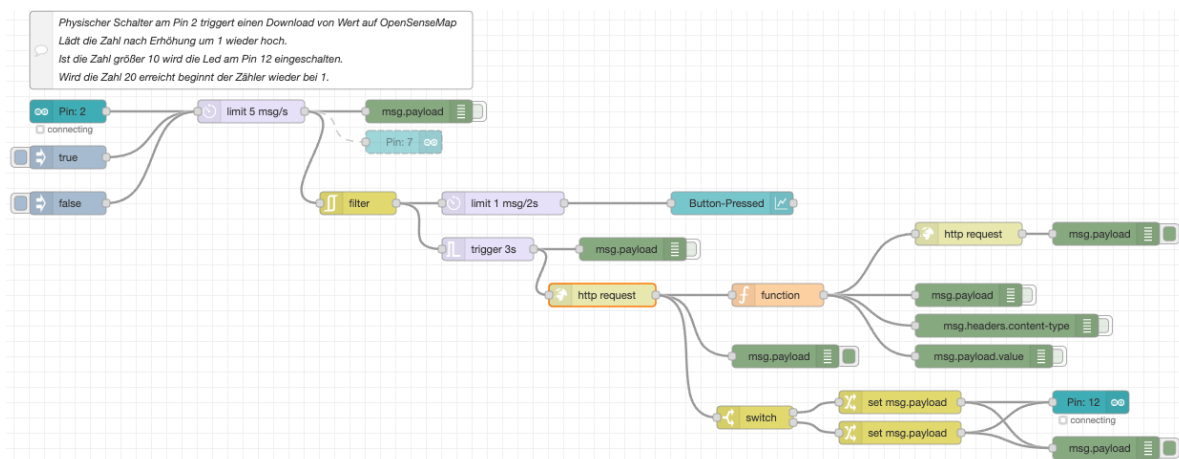 Physischer Schalter am Pin 2 triggert einen Download von Wert auf OpenSenseMap
Lädt die Zahl nach Erhöhung um 1 wieder hoch.
Ist die Zahl größer 10 wird die Led am Pin 12 eingeschalten.
Wird die Zahl 20 erreicht beginnt der Zähler wieder bei 1.
Pin: 2
limit 5 msg/s
msg.payload
connecting
Pin: 7
true
false
filter
limit 1 msg/2s
Button-Pressed
http request
msg.payload
trigger 3s
msg.payload
http request
function
msg.payload
msg.headers.content-type
msg.payload
msg.payload.value
set msg.payload
Pin: 12
switch
connecting
set msg.payload
msg.payload